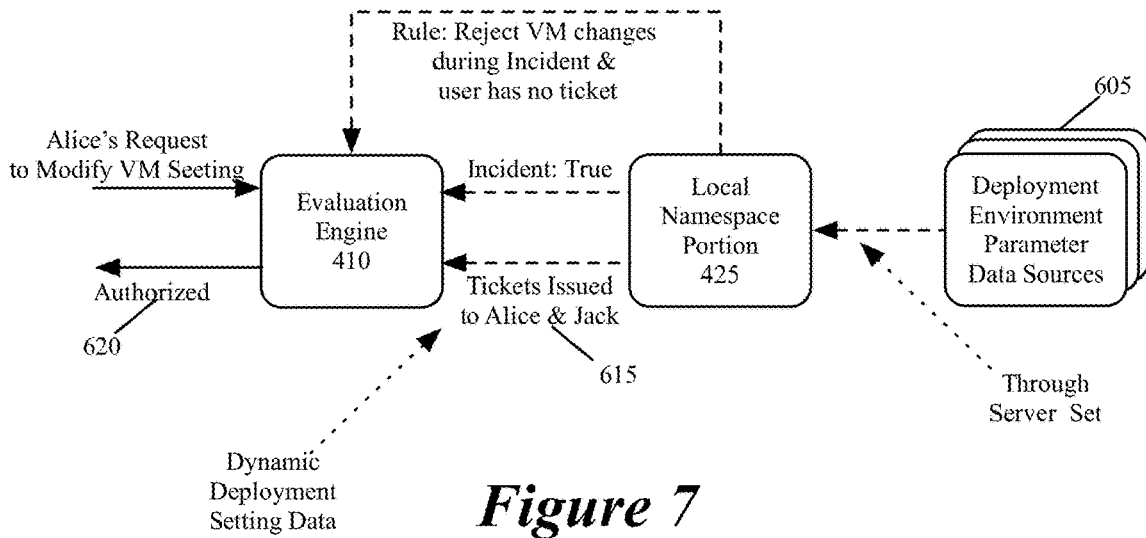 Rule: Reject VM changes
during Incident &
user has no ticket
605
Alice's Request
to Modify VM Seeting
Incident: True
Evaluation
Engine
410
Local
Namespace
Portion
425
Deployment
Environment
Parameter
Data Sources
Authorized
Tickets Issued
to Alice & Jack
620
615
Through
Server Set
Dynamic
Deployment
Setting Data
Figure 7